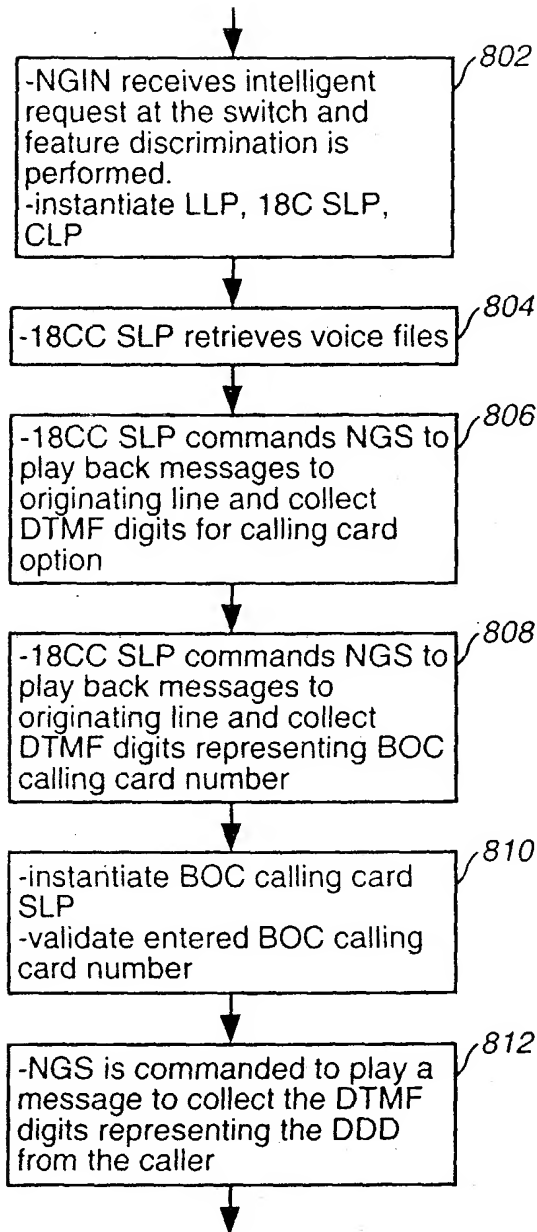 802
-NGIN receives intelligent
request at the switch and
feature discrimination is
performed.
-instantiate LLP, 18C SLP,
CLP
804
-18CC SLP retrieves voice files
806
-18CC SLP commands NGS to
play back messages to
originating line and collect
DTMF digits for calling card
option
808
-18CC SLP commands NGS to
play back messages to
originating line and collect
DTMF digits representing BOC
calling card number
810
-instantiate BOC calling card
SLP
-validate entered BOC calling
card number
812
-NGS is commanded to play a
message to collect the DTMF
digits representing the DDD
from the caller